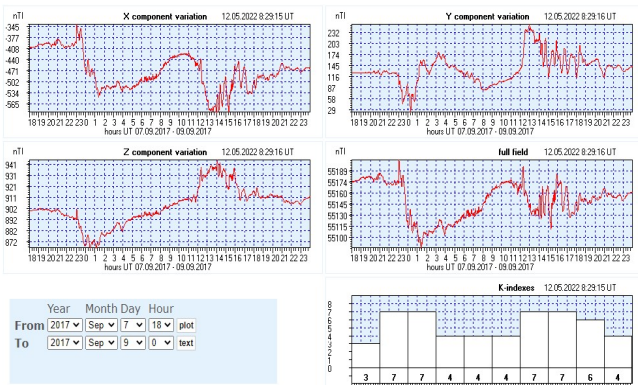 nTl X component variation 12.05.2022 8:29:15 UT
-345
-377
-408
-440
-471
-502
-534
-565
18 19 20 21 22 23 0 1 2 3 4 5 6 7 8 9 10 11 12 13 14 15 16 17 18 19 20 21 22 23
hours UT 07.09.2017 - 09.09.2017
nTl Y component variation 12.05.2022 8:29:16 UT
232
203
174
145
116
87
58
29
18 19 20 21 22 23 0 1 2 3 4 5 6 7 8 9 10 11 12 13 14 15 16 17 18 19 20 21 22 23
hours UT 07.09.2017 - 09.09.2017
nTl Z component variation 12.05.2022 8:29:16 UT
941
931
921
911
902
892
882
872
18 19 20 21 22 23 0 1 2 3 4 5 6 7 8 9 10 11 12 13 14 15 16 17 18 19 20 21 22 23
hours UT 07.09.2017 - 09.09.2017
nTl full field 12.05.2022 8:29:16 UT
55189
55174
55160
55145
55130
55115
55100
18 19 20 21 22 23 0 1 2 3 4 5 6 7 8 9 10 11 12 13 14 15 16 17 18 19 20 21 22 23
hours UT 07.09.2017 - 09.09.2017
Year Month Day Hour
From 2017 Sep 7 18 plot
To 2017 Sep 9 0 text
K-indexes 12.05.2022 8:29:15 UT
8
7
6
5
4
3
2
1
0
3 7 7 4 4 4 7 7 6 4